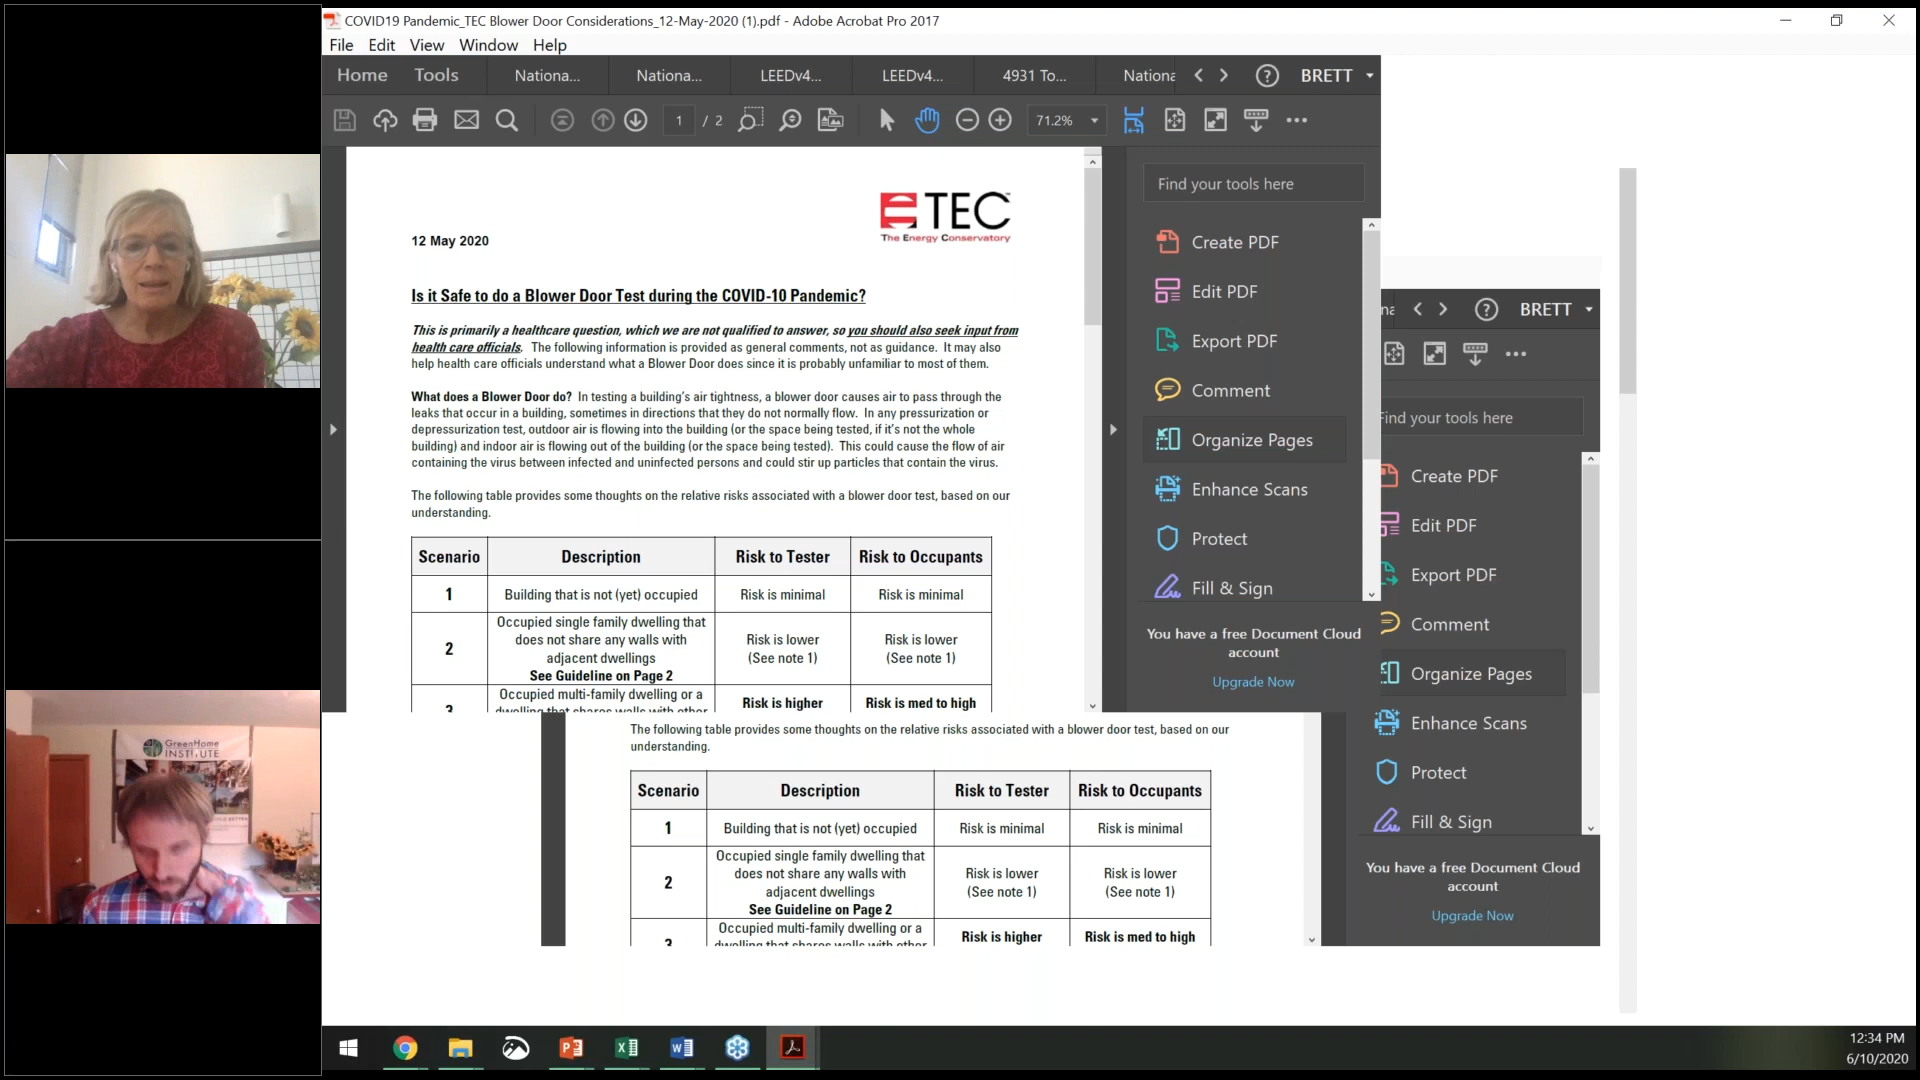 COVID19 Pandemic_TEC Blower Door Considerations_12-May-2020 (1).pdf - Adobe Acrobat Pro 2017
File Edit View Window Help
Home Tools Nationa... Nationa... LEEDv4... LEEDv4... 4931 To... Nationa BRETT
1 / 2 71.2%
TEC
The Energy Conservatory
12 May 2020
Is it Safe to do a Blower Door Test during the COVID-10 Pandemic?
This is primarily a healthcare question, which we are not qualified to answer, so you should also seek input from
health care officials. The following information is provided as general comments, not as guidance. It may also
help health care officials understand what a Blower Door does since it is probably unfamiliar to most of them.
What does a Blower Door do? In testing a building's air tightness, a blower door causes air to pass through the
leaks that occur in a building, sometimes in directions that they do not normally flow. In any pressurization or
depressurization test, outdoor air is flowing into the building (or the space being tested, if it's not the whole
building) and indoor air is flowing out of the building (or the space being tested). This could cause the flow of air
containing the virus between infected and uninfected persons and could stir up particles that contain the virus.
The following table provides some thoughts on the relative risks associated with a blower door test, based on our
understanding.
Scenario Description Risk to Tester Risk to Occupants
1 Building that is not (yet) occupied Risk is minimal Risk is minimal
2 Occupied single family dwelling that
does not share any walls with
adjacent dwellings
See Guideline on Page 2
Risk is lower
(See note 1)
Risk is lower
(See note 1)
3 Occupied multi-family dwelling or a
dwelling that shares walls with other
Risk is higher Risk is med to high
Find your tools here
Create PDF
Edit PDF
Export PDF
Comment
Organize Pages
Enhance Scans
Protect
Fill & Sign
You have a free Document Cloud
account
Upgrade Now
na BRETT
Find your tools here
Create PDF
Edit PDF
Export PDF
Comment
Organize Pages
Enhance Scans
Protect
Fill & Sign
You have a free Document Cloud
account
Upgrade Now
The following table provides some thoughts on the relative risks associated with a blower door test, based on our
understanding.
Scenario Description Risk to Tester Risk to Occupants
1 Building that is not (yet) occupied Risk is minimal Risk is minimal
2 Occupied single family dwelling that
does not share any walls with
adjacent dwellings
See Guideline on Page 2
Risk is lower
(See note 1)
Risk is lower
(See note 1)
3 Occupied multi-family dwelling or a
dwelling that shares walls with other
Risk is higher Risk is med to high
GreenHome
INSTITUTE
12:34 PM
6/10/2020